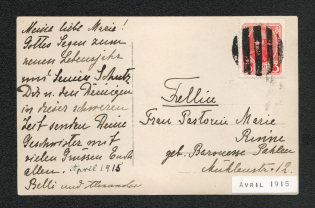 Meine liebe Marie!
Gottes Segen zum
neuen Lebensjahr
und Seinen Schutz
Dir u. den Deinigen
in dieser schweren
Zeit senden Deine
Geschwister mit
vielen Grüssen Euch
allen. April 1915
Belli und Alexander
Fellin
Frau Pastorin Marie
geb. Baronesse Pahlen
Mühlenstr. 12
AVRIL 1915